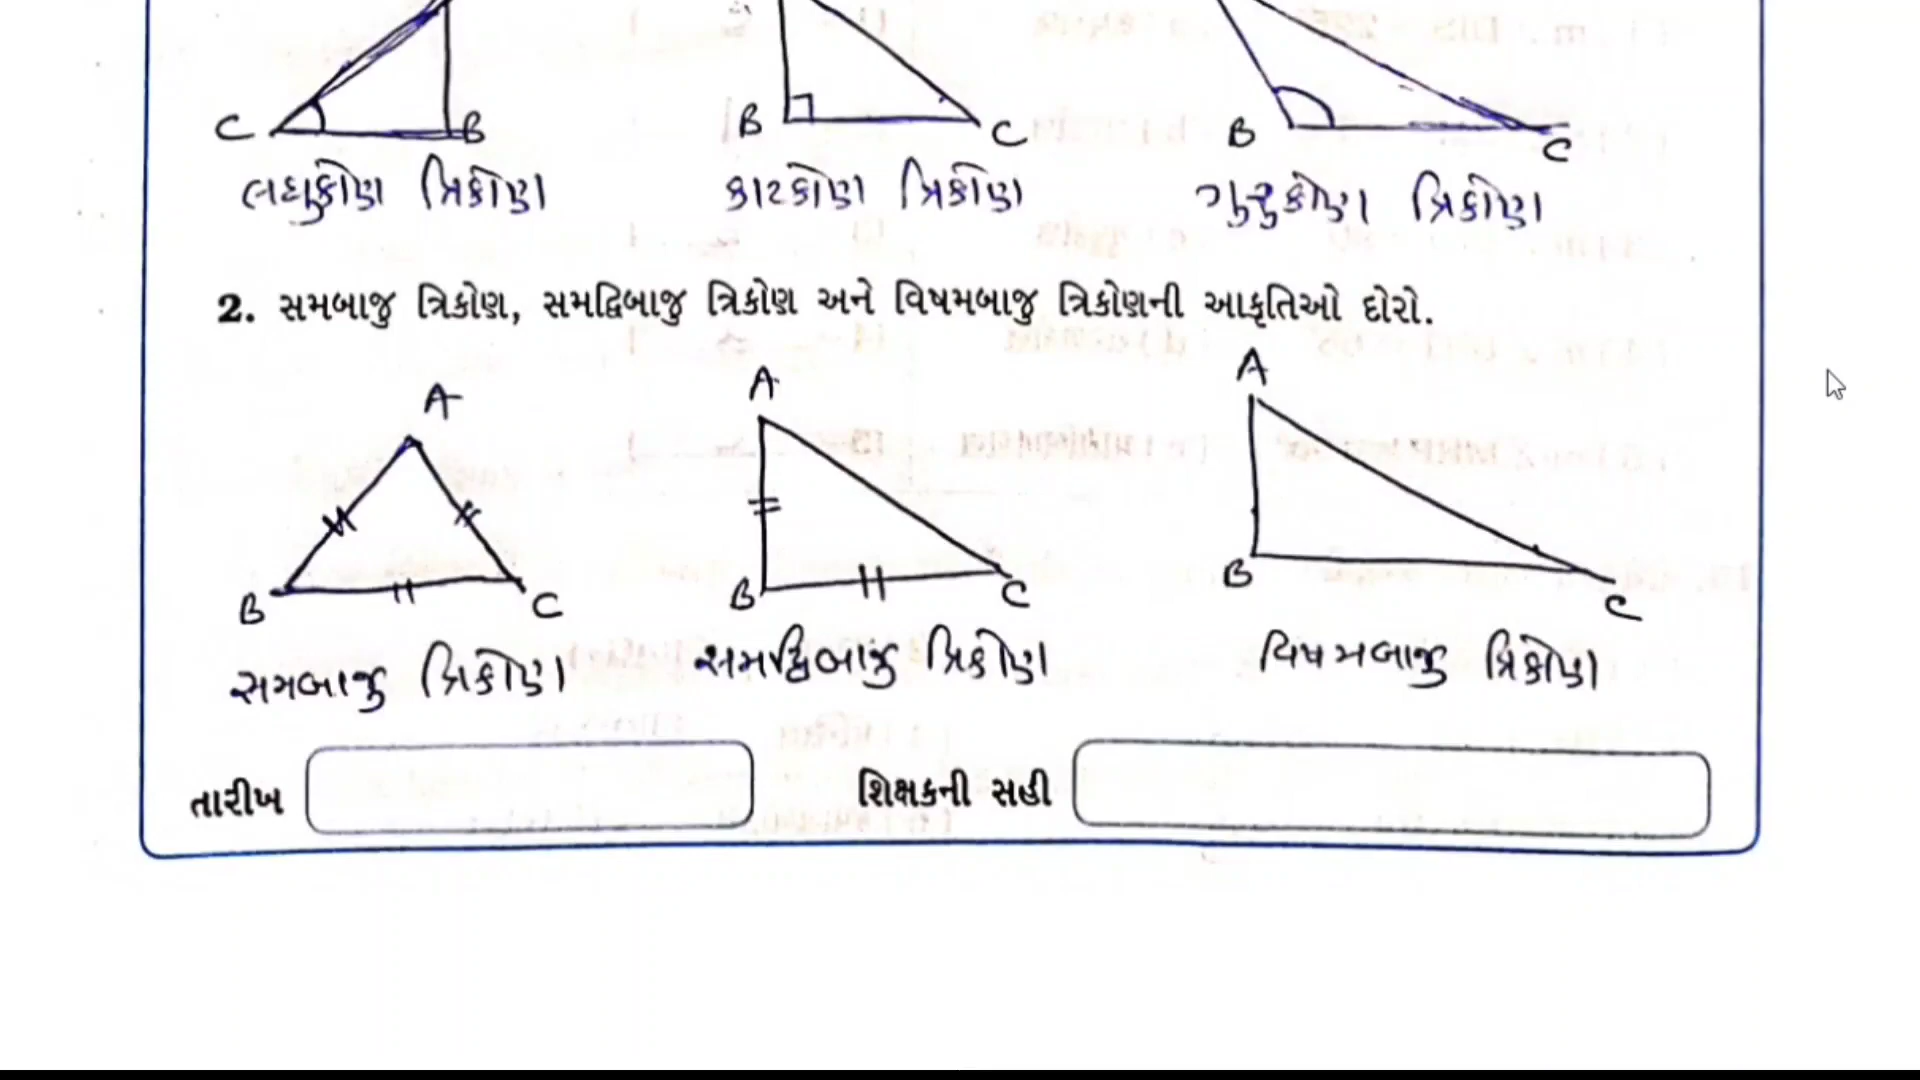 C B B C B C
લઘુકોણ ત્રિકોણ કાટકોણ ત્રિકોણ ગુરુકોણ ત્રિકોણ
2. સમબાજુ ત્રિકોણ, સમદ્વિબાજુ ત્રિકોણ અને વિષમબાજુ ત્રિકોણની આકૃતિઓ દોરો.
A A A
B C B C B C
સમબાજુ ત્રિકોણ સમદ્વિબાજુ ત્રિકોણ વિષમબાજુ ત્રિકોણ
તારીખ શિક્ષકની સહી